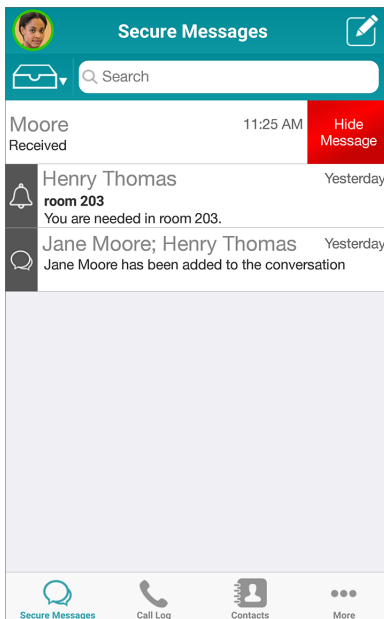 Secure Messages
Search
Moore 11:25 AM Hide
Received Message
Henry Thomas Yesterday
room 203
You are needed in room 203.
Jane Moore; Henry Thomas Yesterday
Jane Moore has been added to the conversation
Secure Messages Call Log Contacts More